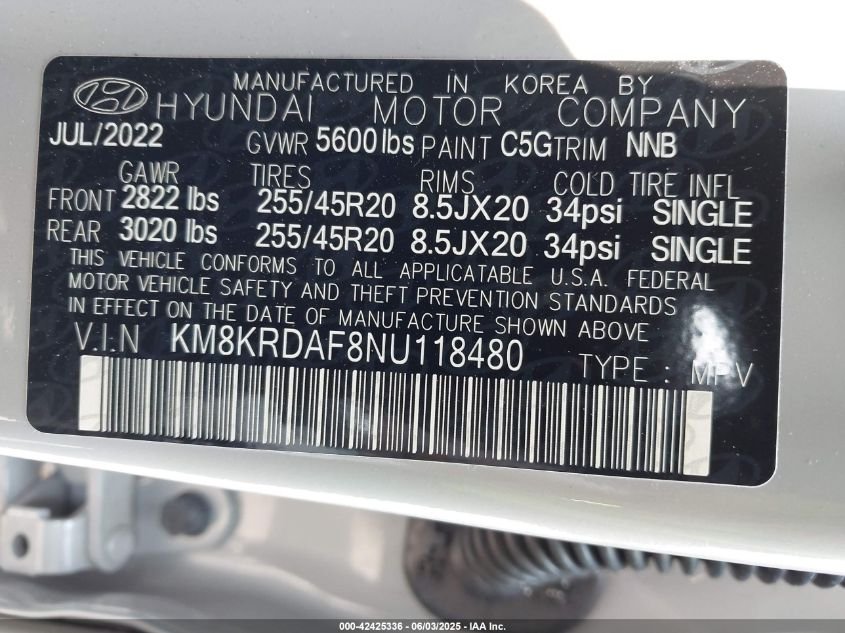 MANUFACTURED IN KOREA BY
HYUNDAI MOTOR COMPANY
JUL/2022 GVWR 5600lbs PAINT C5G TRIM NNB
GAWR TIRES RIMS COLD TIRE INFL
FRONT 2822 lbs 255/45R20 8.5JX20 34psi SINGLE
REAR 3020 lbs 255/45R20 8.5JX20 34psi SINGLE
THIS VEHICLE CONFORMS TO ALL APPLICATABLE U.S.A. FEDERAL
MOTOR VEHICLE SAFETY AND THEFT PREVENTION STANDARDS
IN EFFECT ON THE DATE OF MANUFACTURE SHOWN ABOVE.
V.I.N KM8KRDAF8NU118480 TYPE : MPV
000-42425336 - 06/03/2025 - IAA Inc.